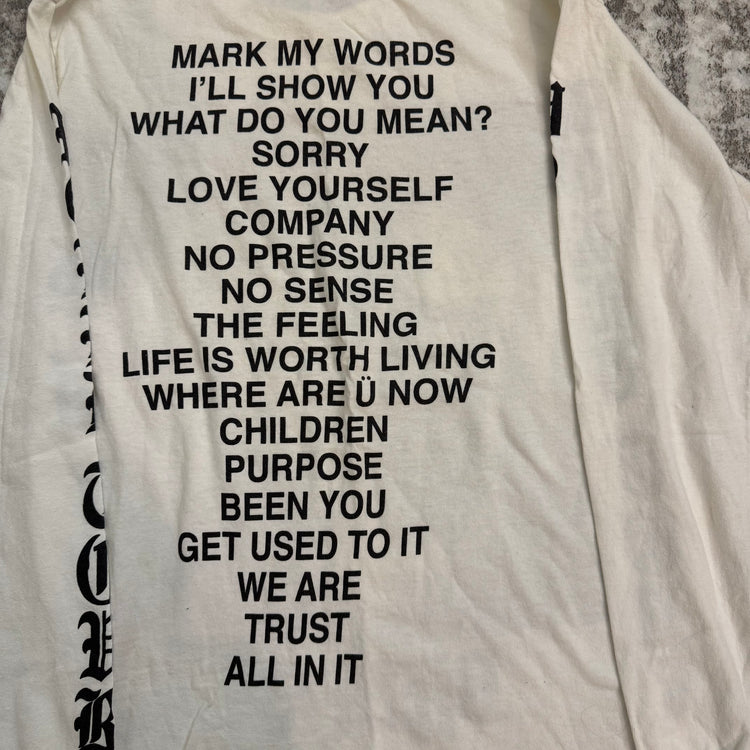 MARK MY WORDS
I'LL SHOW YOU
WHAT DO YOU MEAN?
SORRY
LOVE YOURSELF
COMPANY
NO PRESSURE
NO SENSE
THE FEELING
LIFE IS WORTH LIVING
WHERE ARE Ü NOW
CHILDREN
PURPOSE
BEEN YOU
GET USED TO IT
WE ARE
TRUST
ALL IN IT